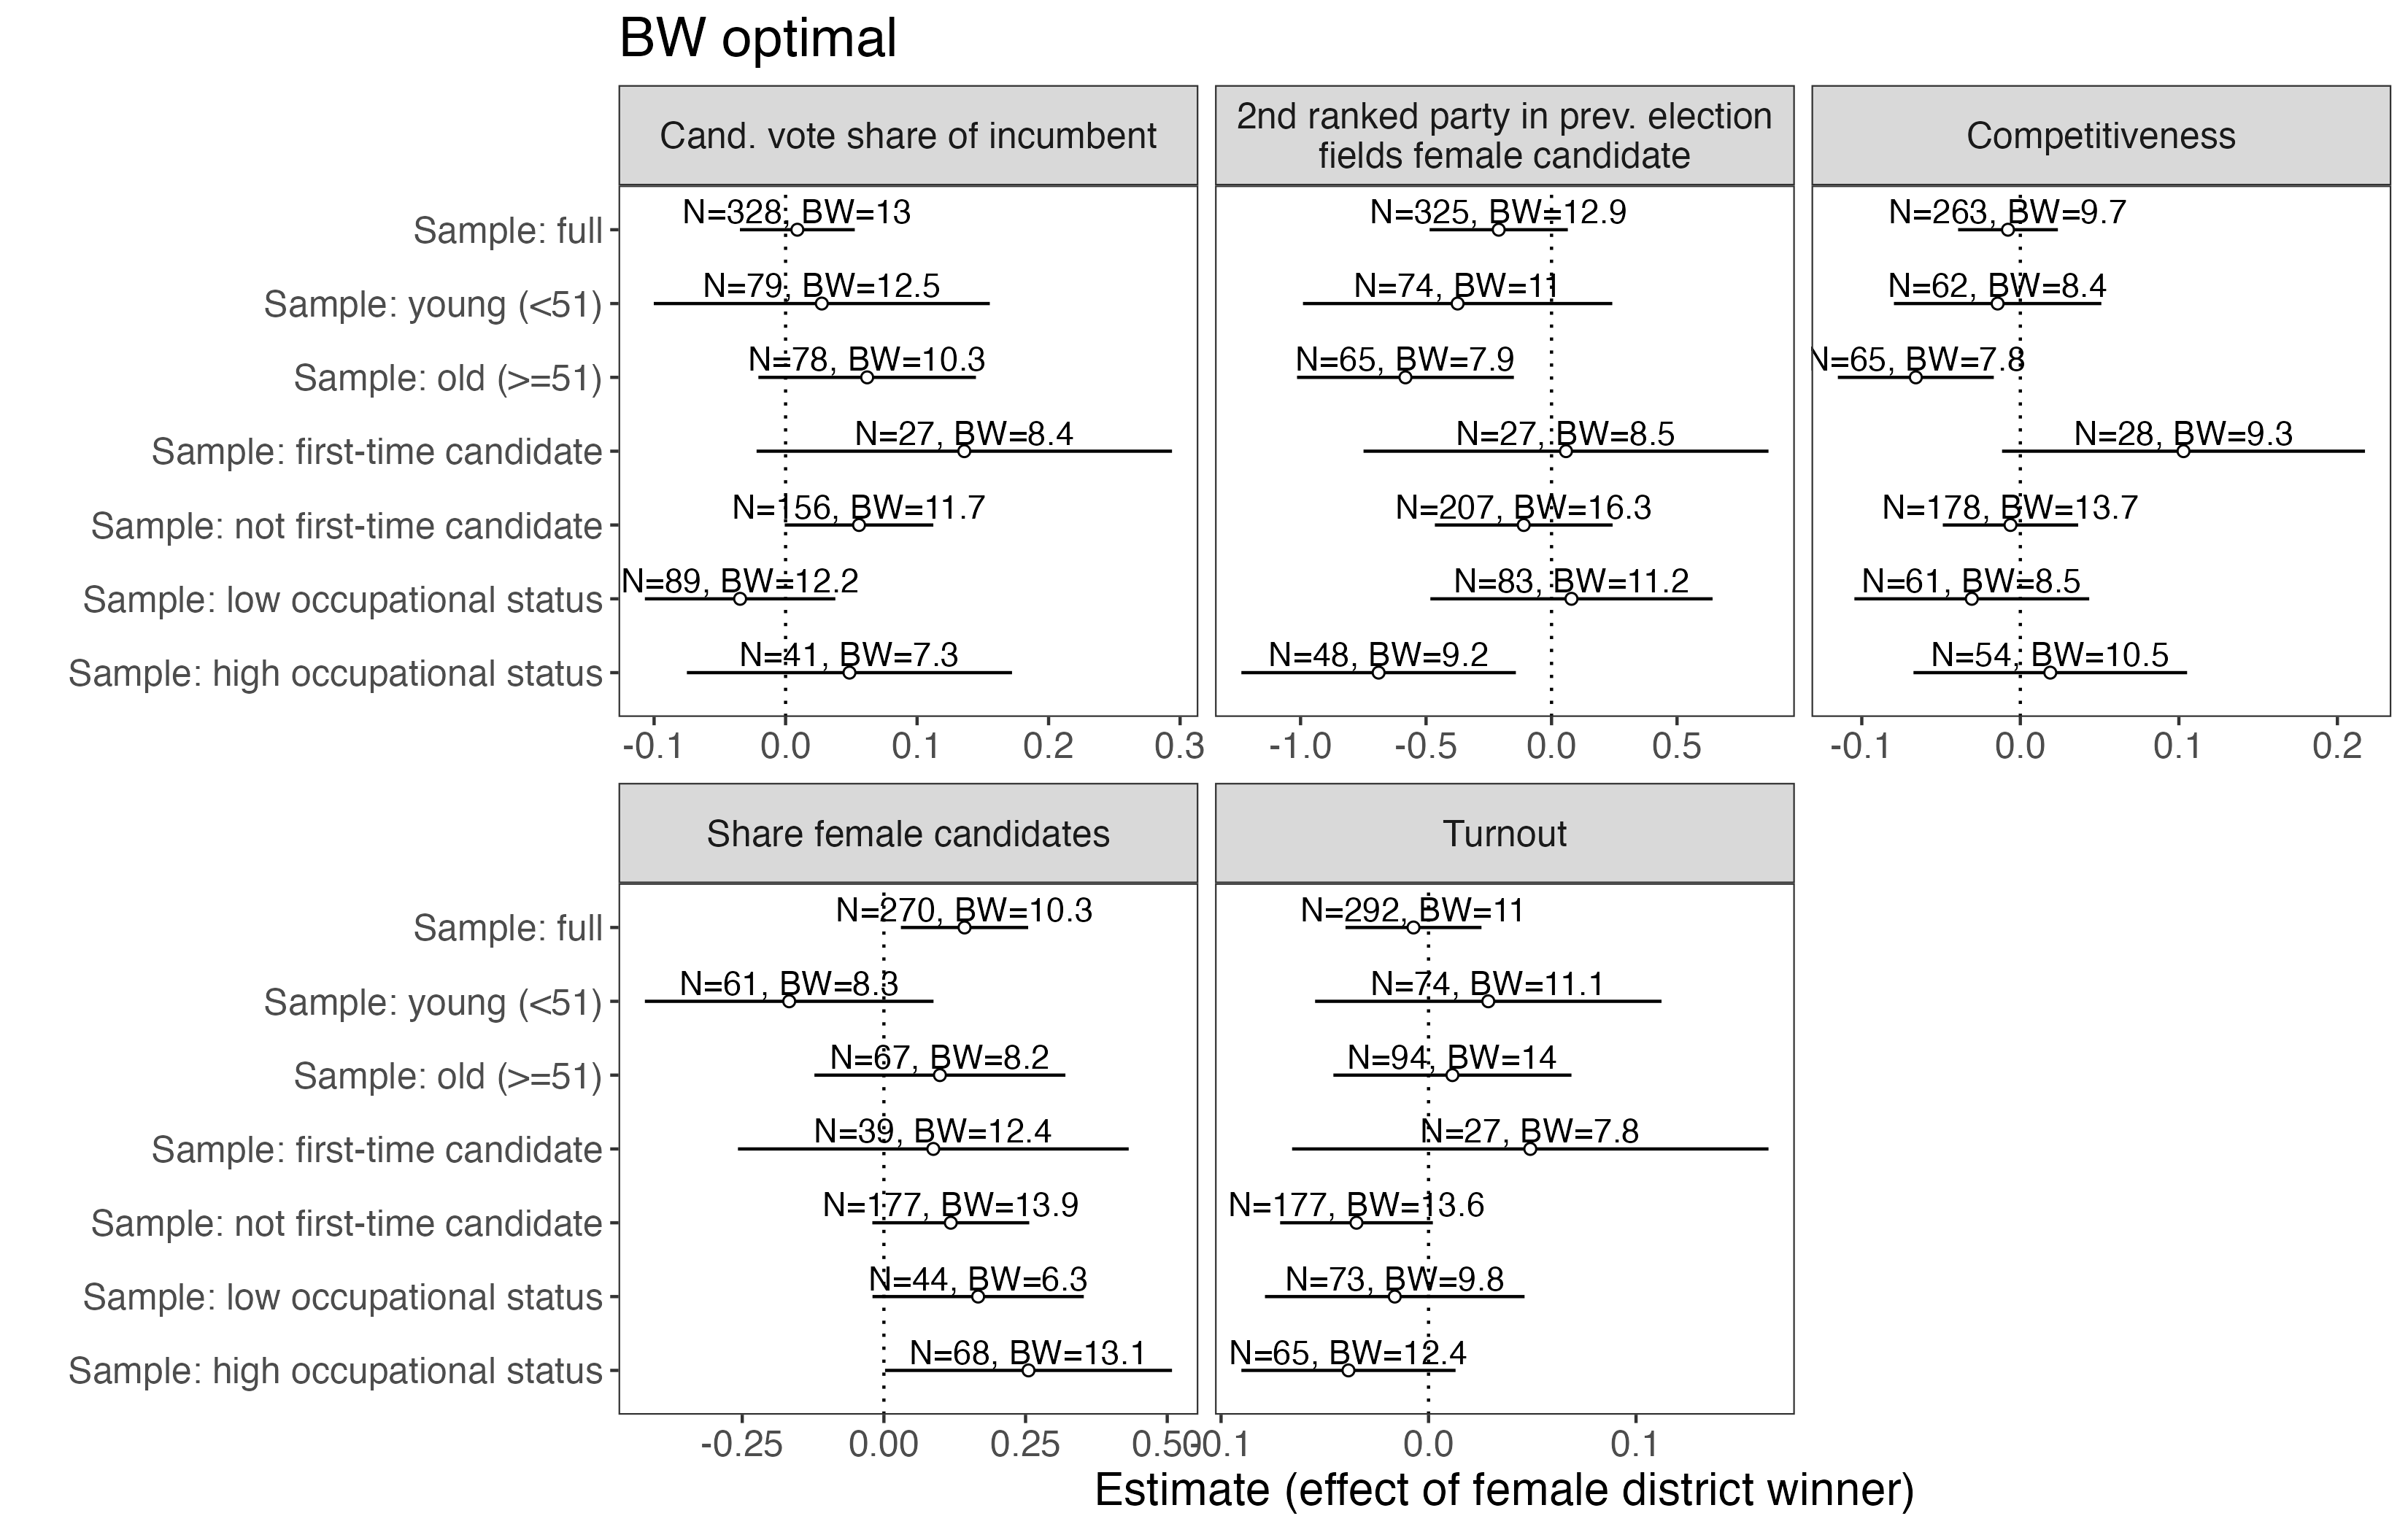 BW optimal
Cand. vote share of incumbent
2nd ranked party in prev. election
fields female candidate
Competitiveness
Sample: full
N=328, BW=13
N=325, BW=12.9
N=263, BW=9.7
Sample: young (<51)
N=79, BW=12.5
N=74, BW=11
N=62, BW=8.4
Sample: old (>=51)
N=78, BW=10.3
N=65, BW=7.9
N=65, BW=7.8
Sample: first-time candidate
N=27, BW=8.4
N=27, BW=8.5
N=28, BW=9.3
Sample: not first-time candidate
N=156, BW=11.7
N=207, BW=16.3
N=178, BW=13.7
Sample: low occupational status
N=89, BW=12.2
N=83, BW=11.2
N=61, BW=8.5
Sample: high occupational status
N=41, BW=7.3
N=48, BW=9.2
N=54, BW=10.5
-0.1 0.0 0.1 0.2 0.3
-1.0 -0.5 0.0 0.5
-0.1 0.0 0.1 0.2
Share female candidates
Turnout
Sample: full
N=270, BW=10.3
N=292, BW=11
Sample: young (<51)
N=61, BW=8.3
N=74, BW=11.1
Sample: old (>=51)
N=67, BW=8.2
N=94, BW=14
Sample: first-time candidate
N=39, BW=12.4
N=27, BW=7.8
Sample: not first-time candidate
N=177, BW=13.9
N=177, BW=13.6
Sample: low occupational status
N=44, BW=6.3
N=73, BW=9.8
Sample: high occupational status
N=68, BW=13.1
N=65, BW=12.4
-0.25 0.00 0.25 0.50
-0.1 0.0 0.1
Estimate (effect of female district winner)